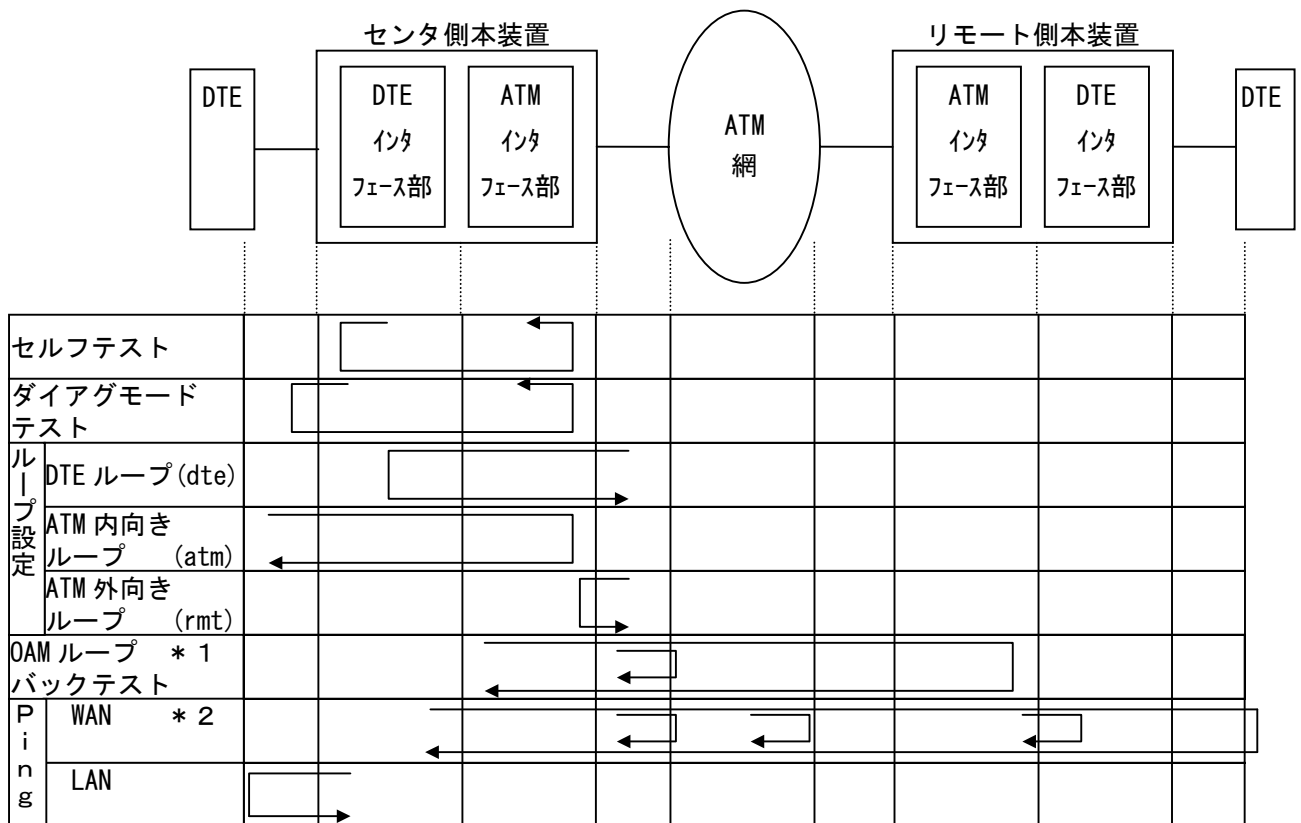 センタ側本装置
リモート側本装置
DTE
DTE
ｲﾝﾀ
ﾌｪｰｽ部
ATM
ｲﾝﾀ
ﾌｪｰｽ部
ATM
網
ATM
ｲﾝﾀ
ﾌｪｰｽ部
DTE
ｲﾝﾀ
ﾌｪｰｽ部
DTE
セルフテスト
ダイアグモード
テスト
ループ設定
DTE ループ(dte)
ATM 内向き
ループ (atm)
ATM 外向き
ループ (rmt)
OAM ループ ＊１
バックテスト
Ｐｉｎｇ
WAN ＊２
LAN